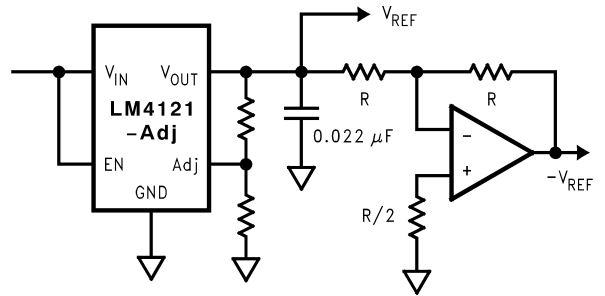 V_REF
V_IN
V_OUT
LM4121
-Adj
EN
Adj
GND
0.022 μF
R
R
−
+
R/2
-V_REF